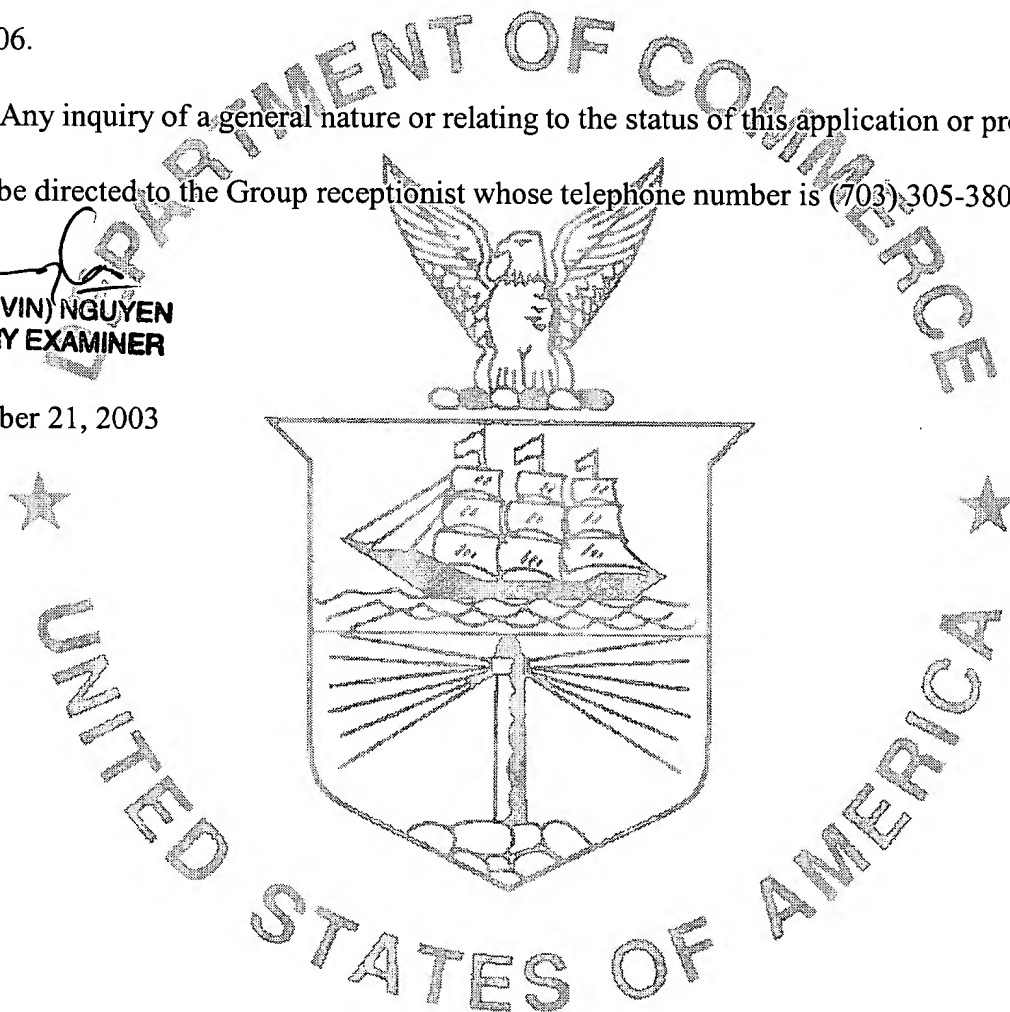 06.
Any inquiry of a general nature or relating to the status of this application or pr
be directed to the Group receptionist whose telephone number is (703) 305-380
VIN) NGUYEN
Y EXAMINER
ber 21, 2003
DEPARTMENT OF COMMERCE
UNITED STATES OF AMERICA